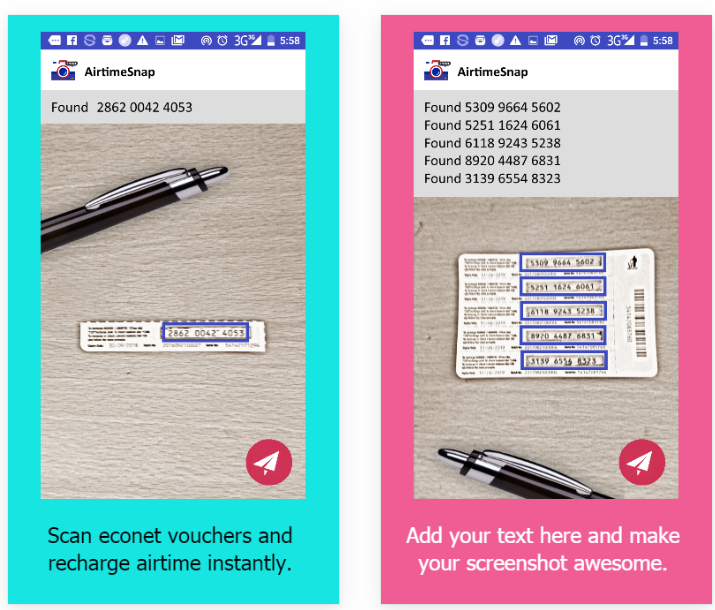 3G 5:58
AirtimeSnap
Found 2862 0042 4053
2862 0042 4053
Scan econet vouchers and
recharge airtime instantly.
3G 5:58
AirtimeSnap
Found 5309 9664 5602
Found 5251 1624 6061
Found 6118 9243 5238
Found 8920 4487 6831
Found 3139 6554 8323
5309 9664 5602
5251 1624 6061
6118 9243 5238
8920 4487 6831
3139 6554 8323
Add your text here and make
your screenshot awesome.